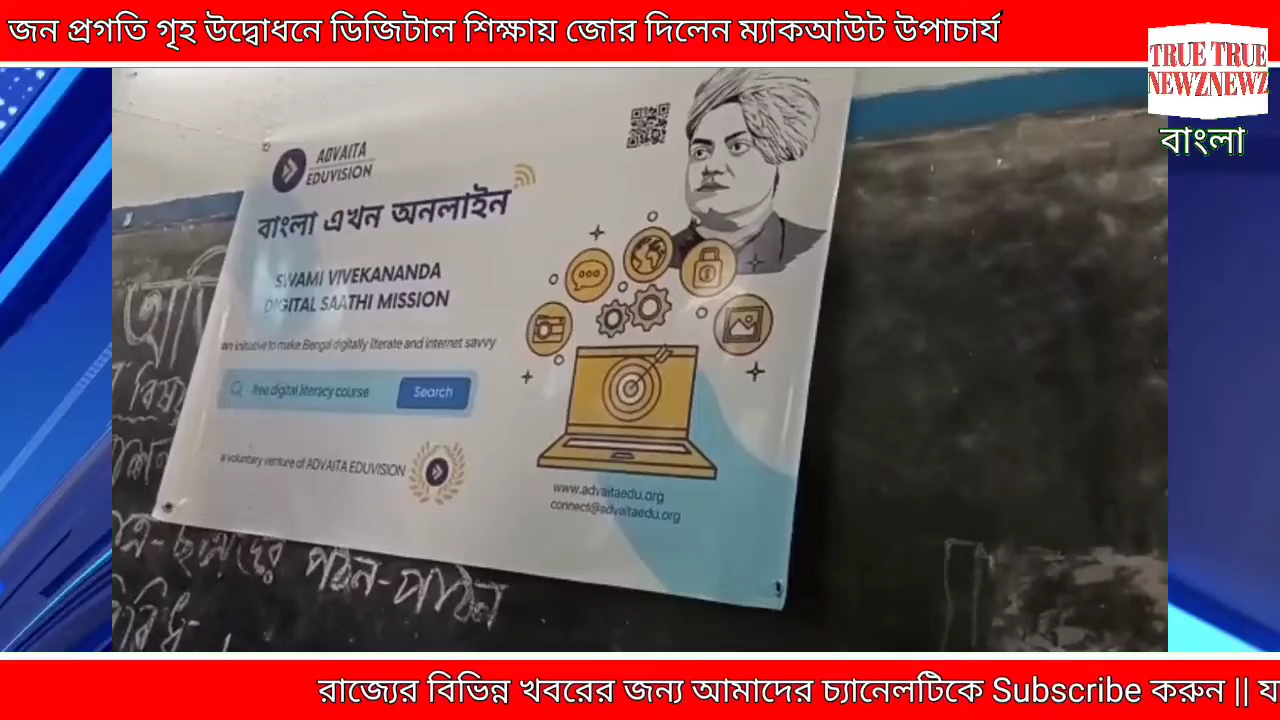 জন প্রগতি গৃহ উদ্বোধনে ডিজিটাল শিক্ষায় জোর দিলেন ম্যাকআউট উপাচার্য
TRUE TRUE
NEWZNEWZ
বাংলা
ADVAITA
EDUVISION
বাংলা এখন অনলাইন
SWAMI VIVEKANANDA
DIGITAL SAATHI MISSION
an initiative to make Bengal digitally literate and internet savvy
free digital literacy course
Search
a voluntary venture of ADVAITA EDUVISION
www.advaitaedu.org
connect@advaitaedu.org
পঠন-পাঠন
রাজ্যের বিভিন্ন খবরের জন্য আমাদের চ্যানেলটিকে Subscribe করুন || য